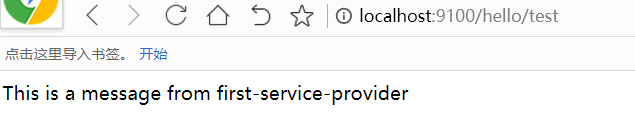 localhost:9100/hello/test
点击这里导入书签。 开始
This is a message from first-service-provider